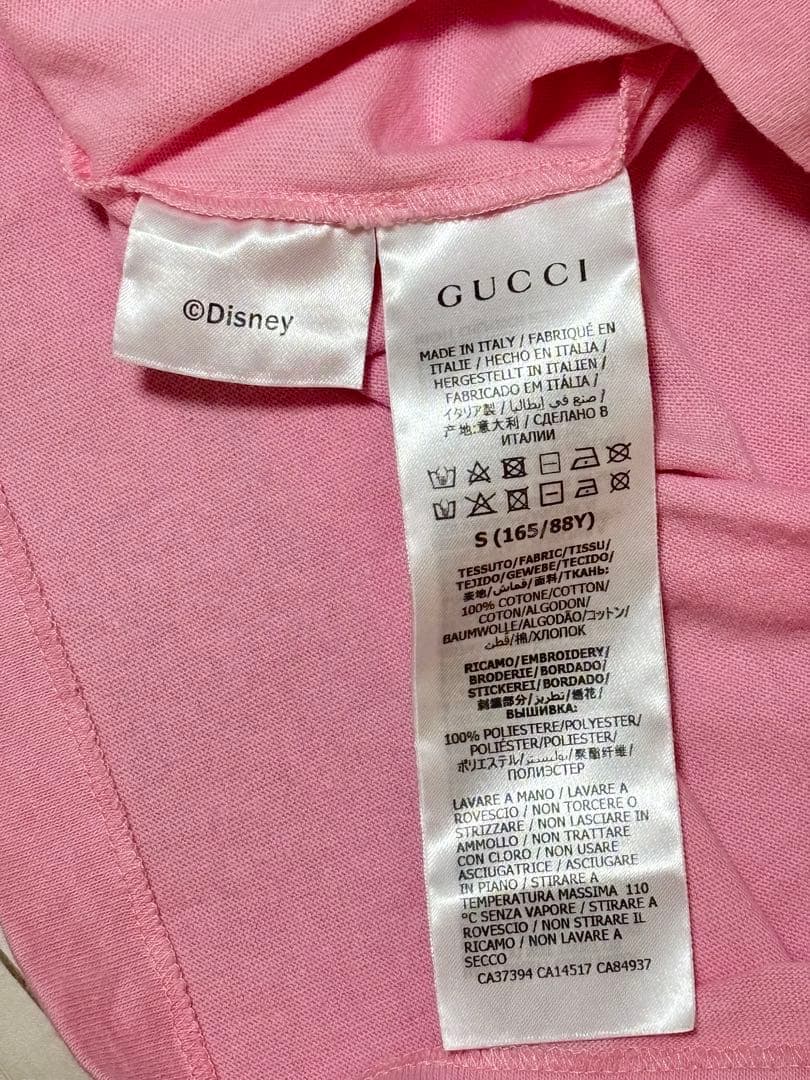 ©Disney
GUCCI
MADE IN ITALY / FABRIQUÉ EN
ITALIE / HECHO EN ITALIA /
HERGESTELLT IN ITALIEN /
FABRICADO EM ITÁLIA /
イタリア製 / صنع في إيطاليا /
产地:意大利 / СДЕЛАНО В
ИТАЛИИ
S (165/88Y)
TESSUTO/FABRIC/TISSU/
TEJIDO/GEWEBE/TECIDO/
表地/قماش/面料/ТКАНЬ:
100% COTONE/COTTON/
COTON/ALGODON/
BAUMWOLLE/ALGODÃO/コットン/
قطن/棉/ХЛОПОК
RICAMO/EMBROIDERY/
BRODERIE/BORDADO/
STICKEREI/BORDADO/
刺繍部分/تطريز/绣花/
ВЫШИВКА:
100% POLIESTERE/POLYESTER/
POLIÉSTER/POLIESTER/
ポリエステル/بوليستر/聚酯纤维/
ПОЛИЭСТЕР
LAVARE A MANO / LAVARE A
ROVESCIO / NON TORCERE O
STRIZZARE / NON LASCIARE IN
AMMOLLO / NON TRATTARE
CON CLORO / NON USARE
ASCIUGATRICE / ASCIUGARE
IN PIANO / STIRARE A
TEMPERATURA MASSIMA 110
°C SENZA VAPORE / STIRARE A
ROVESCIO / NON STIRARE IL
RICAMO / NON LAVARE A
SECCO
CA37394 CA14517 CA84937